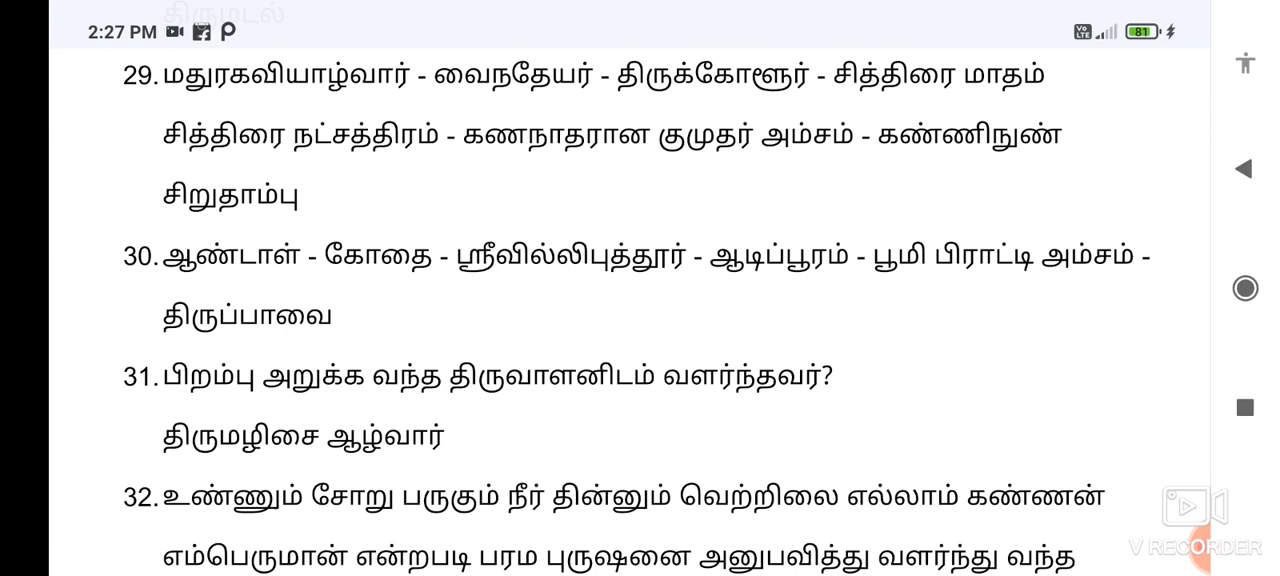 திருமடல்
2:27 PM 81
29. மதுரகவியாழ்வார் - வைநதேயர் - திருக்கோளூர் - சித்திரை மாதம்
சித்திரை நட்சத்திரம் - கணநாதரான குமுதர் அம்சம் - கண்ணிநுண்
சிறுதாம்பு
30. ஆண்டாள் - கோதை - ஸ்ரீவில்லிபுத்தூர் - ஆடிப்பூரம் - பூமி பிராட்டி அம்சம் -
திருப்பாவை
31. பிறம்பு அறுக்க வந்த திருவாளனிடம் வளர்ந்தவர்?
திருமழிசை ஆழ்வார்
32. உண்ணும் சோறு பருகும் நீர் தின்னும் வெற்றிலை எல்லாம் கண்ணன்
எம்பெருமான் என்றபடி பரம புருஷனை அனுபவித்து வளர்ந்து வந்த
V RECORDER